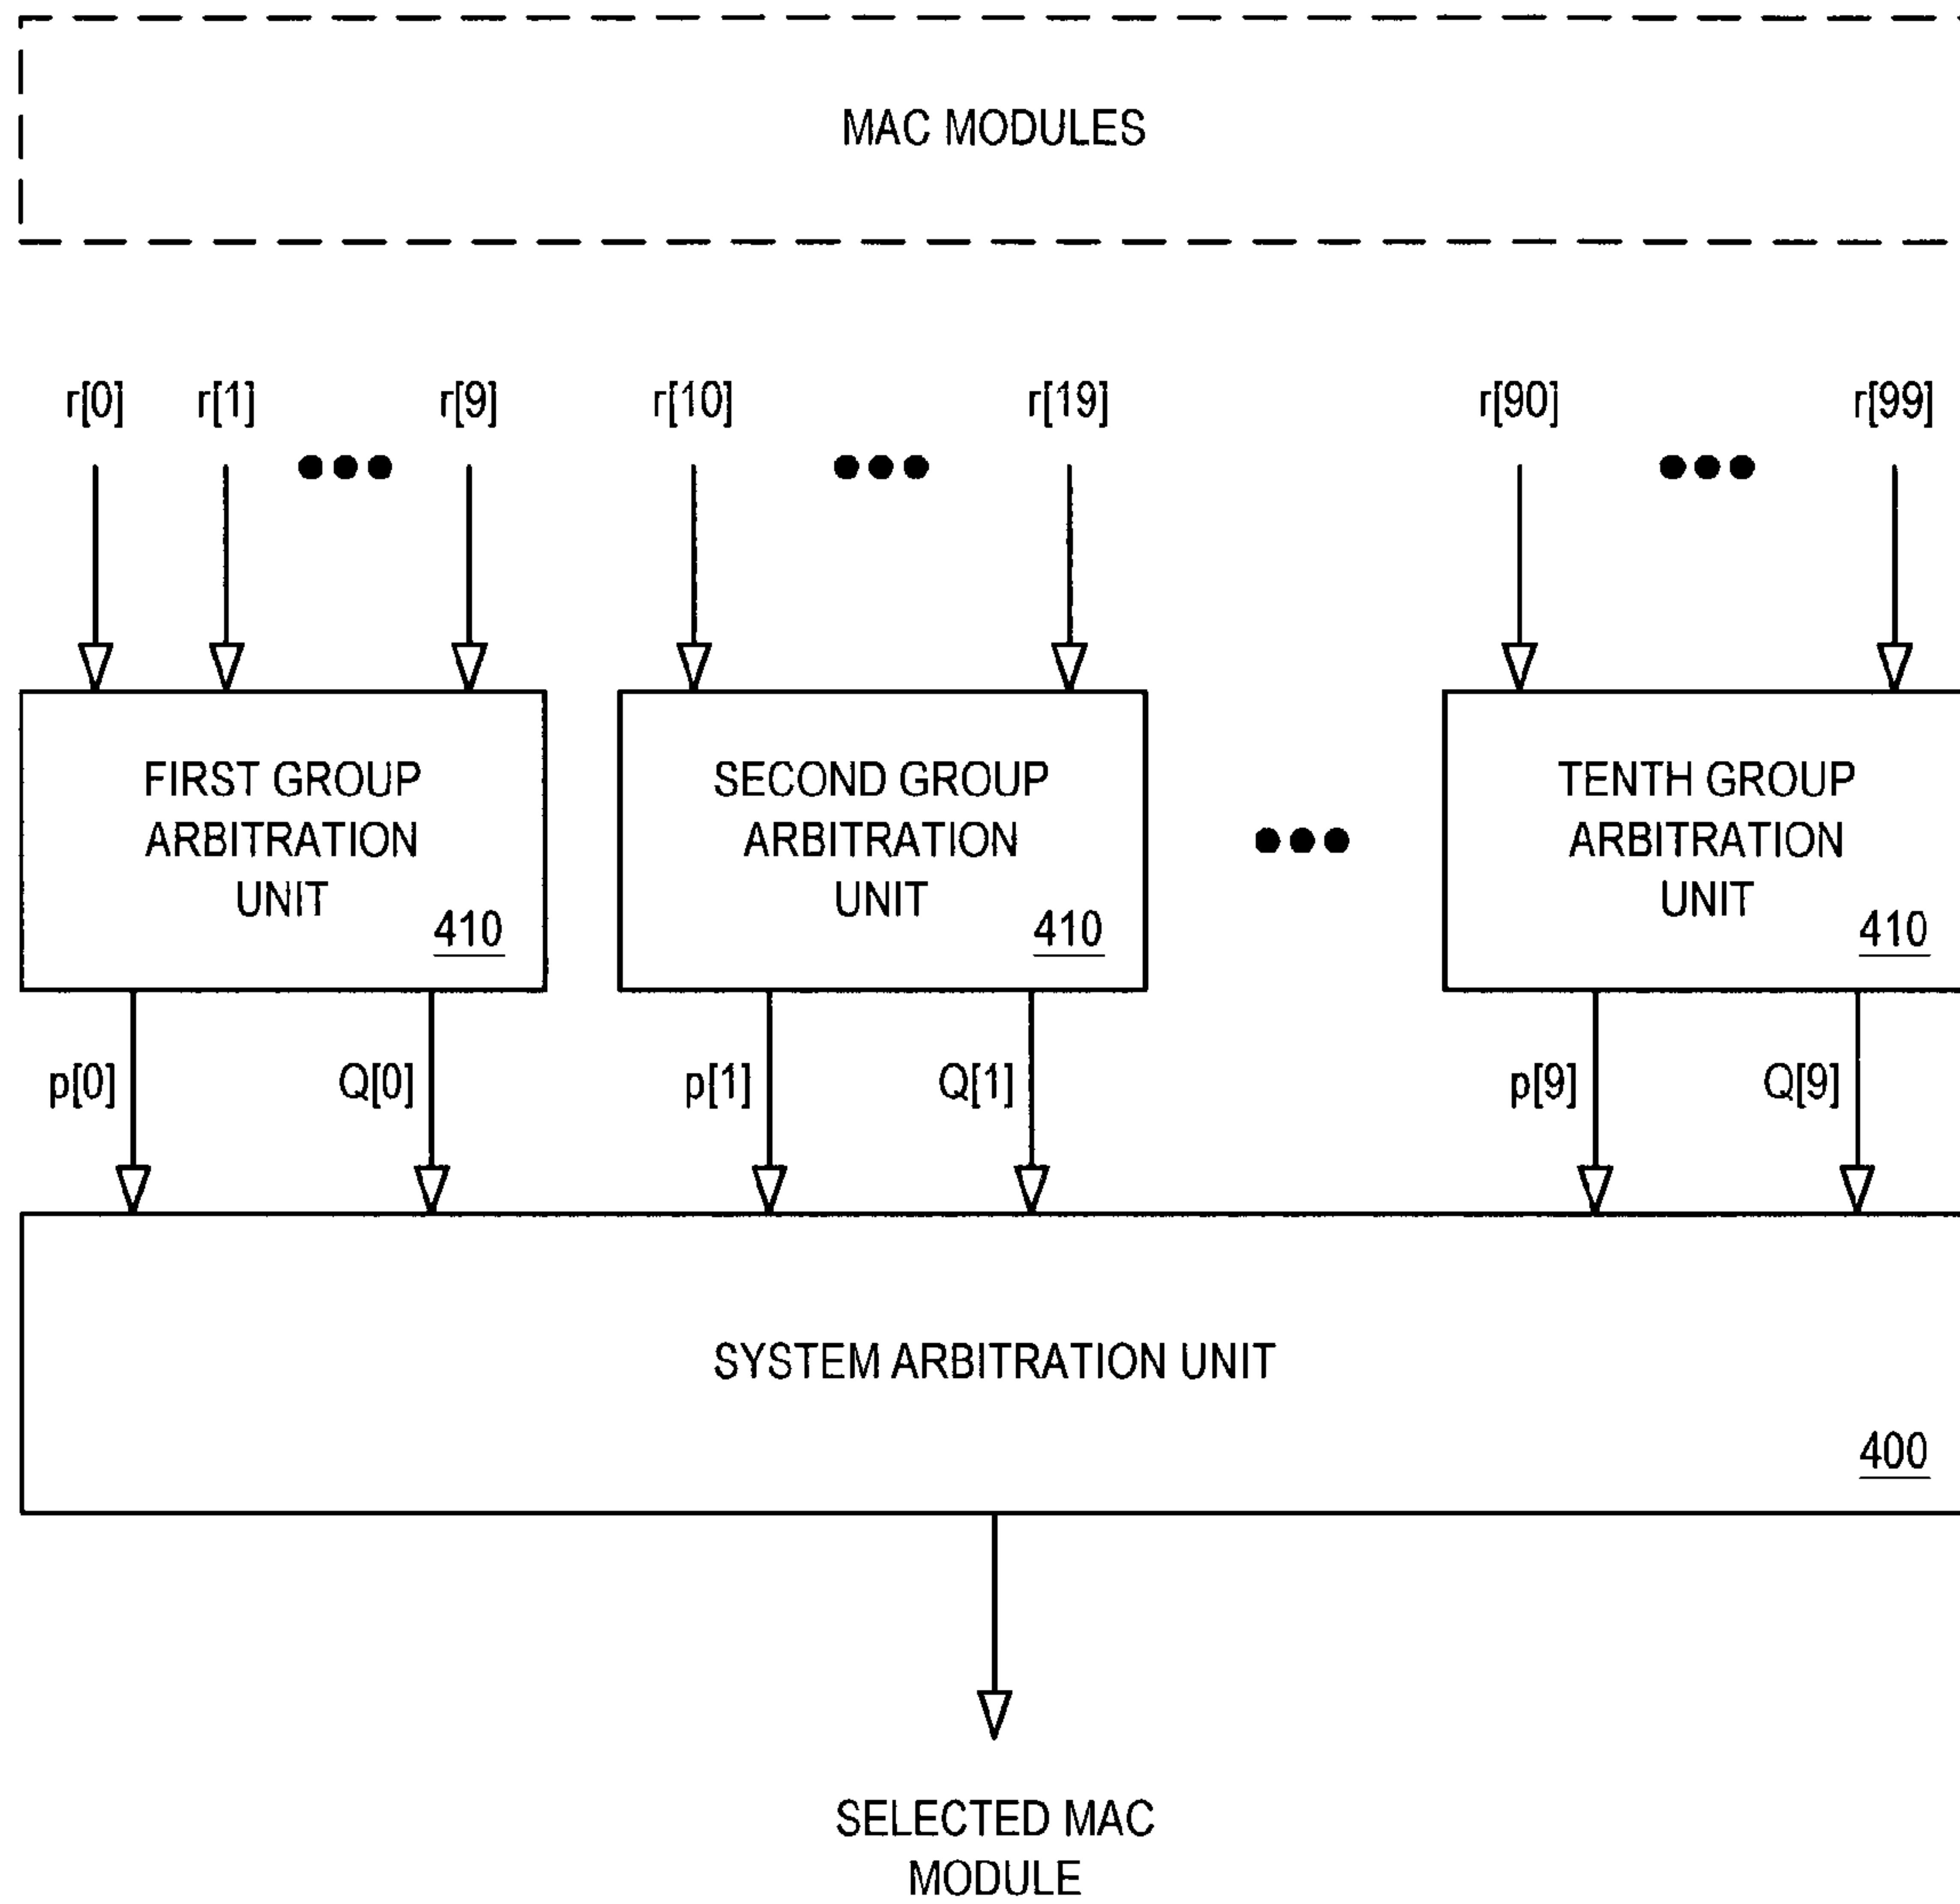 MAC MODULES
r[0] r[1] r[9] r[10] r[19] r[90] r[99]
FIRST GROUP
ARBITRATION
UNIT
410
SECOND GROUP
ARBITRATION
UNIT
410
TENTH GROUP
ARBITRATION
UNIT
410
p[0] Q[0] p[1] Q[1] p[9] Q[9]
SYSTEM ARBITRATION UNIT
400
SELECTED MAC
MODULE